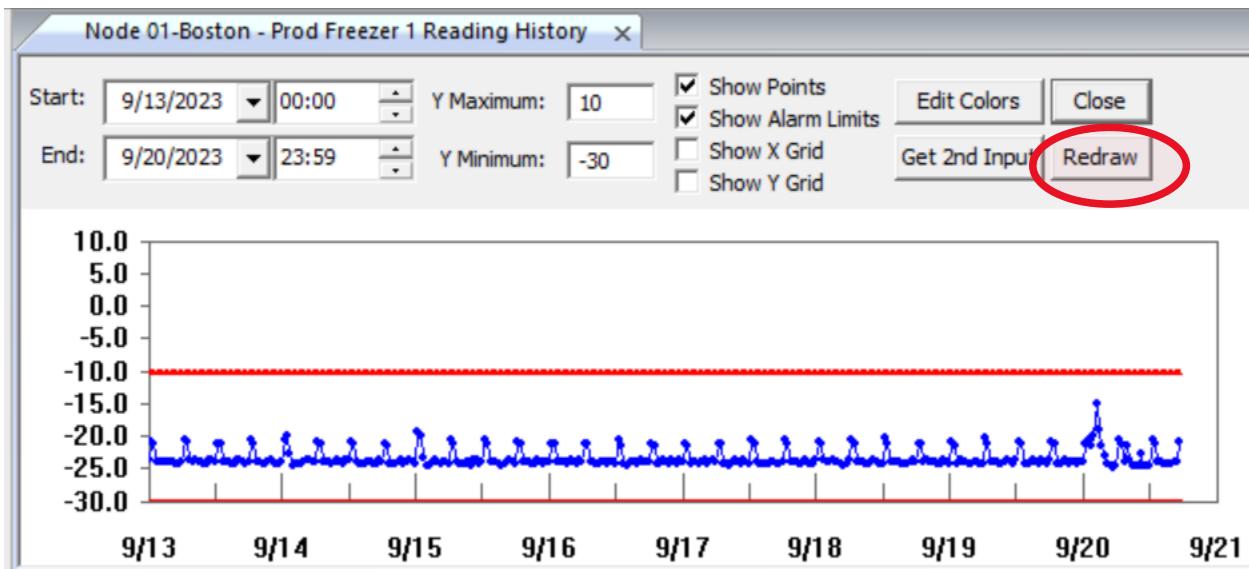 Node 01-Boston - Prod Freezer 1 Reading History
Start: 9/13/2023 00:00 Y Maximum: 10 Show Points Edit Colors Close
Show Alarm Limits
End: 9/20/2023 23:59 Y Minimum: -30 Show X Grid Get 2nd Input Redraw
Show Y Grid
10.0
5.0
0.0
-5.0
-10.0
-15.0
-20.0
-25.0
-30.0
9/13 9/14 9/15 9/16 9/17 9/18 9/19 9/20 9/21